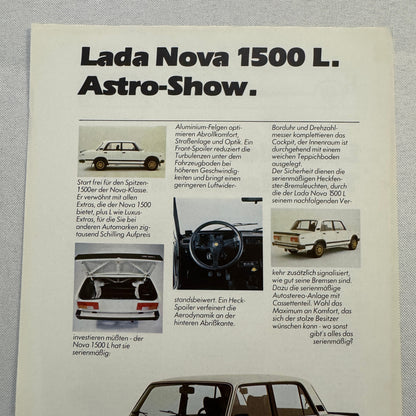 Lada Nova 1500 L.
Astro-Show.
Start frei für den Spitzen-
1500er der Nova-Klasse.
Er verwöhnt mit allen
Extras, die der Nova 1500
bietet, plus L wie Luxus-
Extras, für die Sie bei
anderen Automarken zig-
tausend Schilling Aufpreis
investieren müßten - der
Nova 1500 L hat sie
serienmäßig:
Aluminium-Felgen opti-
mieren Abrollkomfort,
Straßenlage und Optik. Ein
Front-Spoiler reduziert die
Turbulenzen unter dem
Fahrzeugboden bei
höheren Geschwindig-
keiten und bringt einen
geringeren Luftwider-
standsbeiwert. Ein Heck-
Spoiler verfeinert die
Aerodynamik an der
hinteren Abrißkante.
Borduhr und Drehzahl-
messer komplettieren das
Cockpit, der Innenraum ist
durchgehend mit einem
weichen Teppichboden
ausgelegt.
Der Sicherheit dienen die
serienmäßigen Heckfen-
ster-Bremsleuchten, durch
die der Lada Nova 1500 L
seinem nachfolgenden Ver-
kehr zusätzlich signalisiert,
wie gut seine Bremsen sind.
Dazu die serienmäßige
Autostereo-Anlage mit
Cassettenteil. Wohl das
Maximum an Komfort, das
sich der stolze Besitzer
wünschen kann - wo sonst
gibt's alles das
serienmäßig?